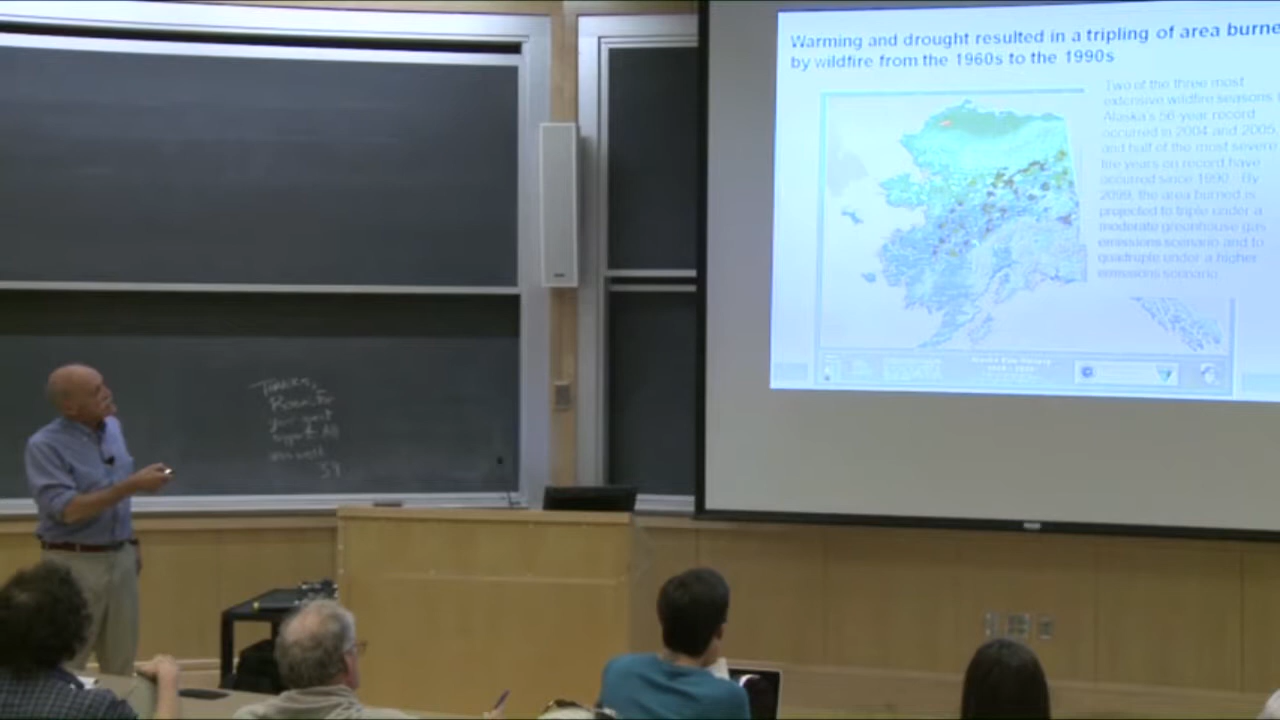 Warming and drought resulted in a tripling of area burne
by wildfire from the 1960s to the 1990s
Two of the three most
extensive wildfire seasons i
Alaska's 56-year record
occurred in 2004 and 2005,
and half of the most severe
fire years on record have
occurred since 1990. By
2099, the area burned is
projected to triple under a
moderate greenhouse gas
emissions scenario and to
quadruple under a higher
emissions scenario.